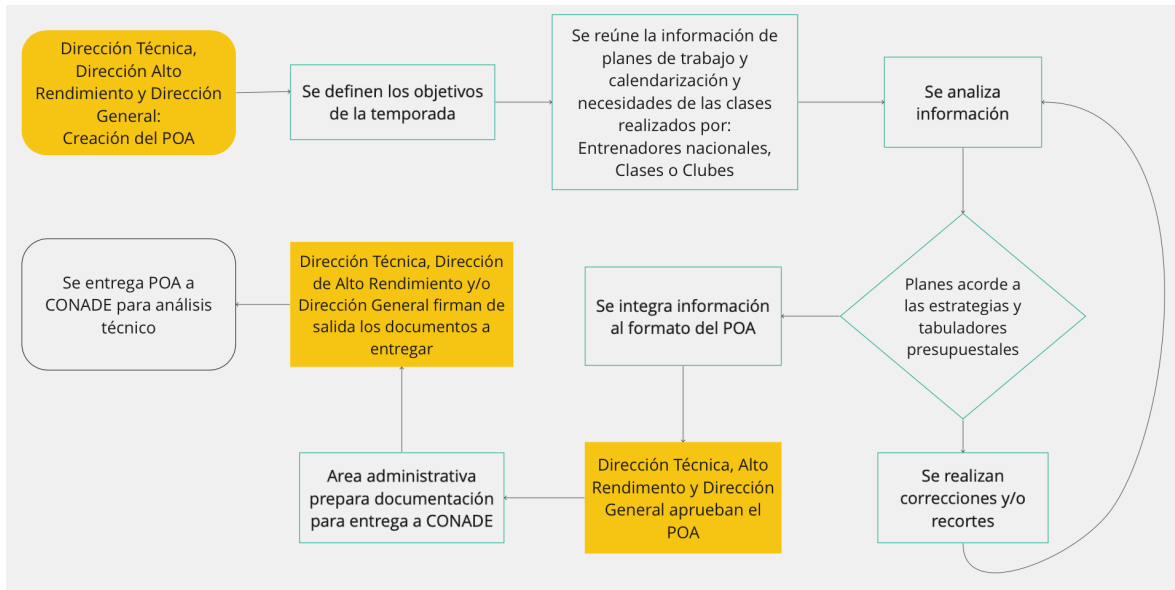 Dirección Técnica,
Dirección Alto
Rendimiento y Dirección
General:
Creación del POA
Se definen los objetivos
de la temporada
Se reúne la información de
planes de trabajo y
calendarización y
necesidades de las clases
realizados por:
Entrenadores nacionales,
Clases o Clubes
Se analiza
información
Planes acorde a
las estrategias y
tabuladores
presupuestales
Se realizan
correcciones y/o
recortes
Se integra información
al formato del POA
Dirección Técnica, Alto
Rendimento y Dirección
General aprueban el
POA
Area administrativa
prepara documentación
para entrega a CONADE
Dirección Técnica, Dirección
de Alto Rendimiento y/o
Dirección General firman de
salida los documentos a
entregar
Se entrega POA a
CONADE para análisis
técnico